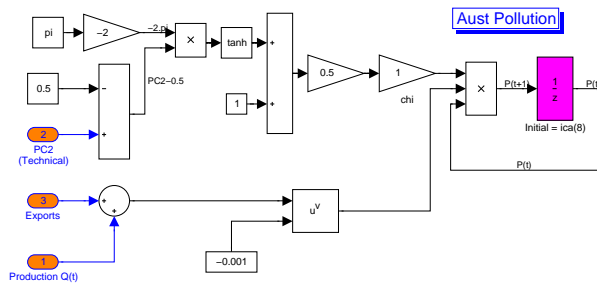 Aust Pollution
pi
−2
−2.pi
×
tanh
+
+
1
0.5
1
chi
×
P(t+1)
1
z
P(t
Initial = ica(8)
P(t)
0.5
−
+
PC2−0.5
2
PC2
(Technical)
3
Exports
+
+
u^v
−0.001
1
Production Q(t)